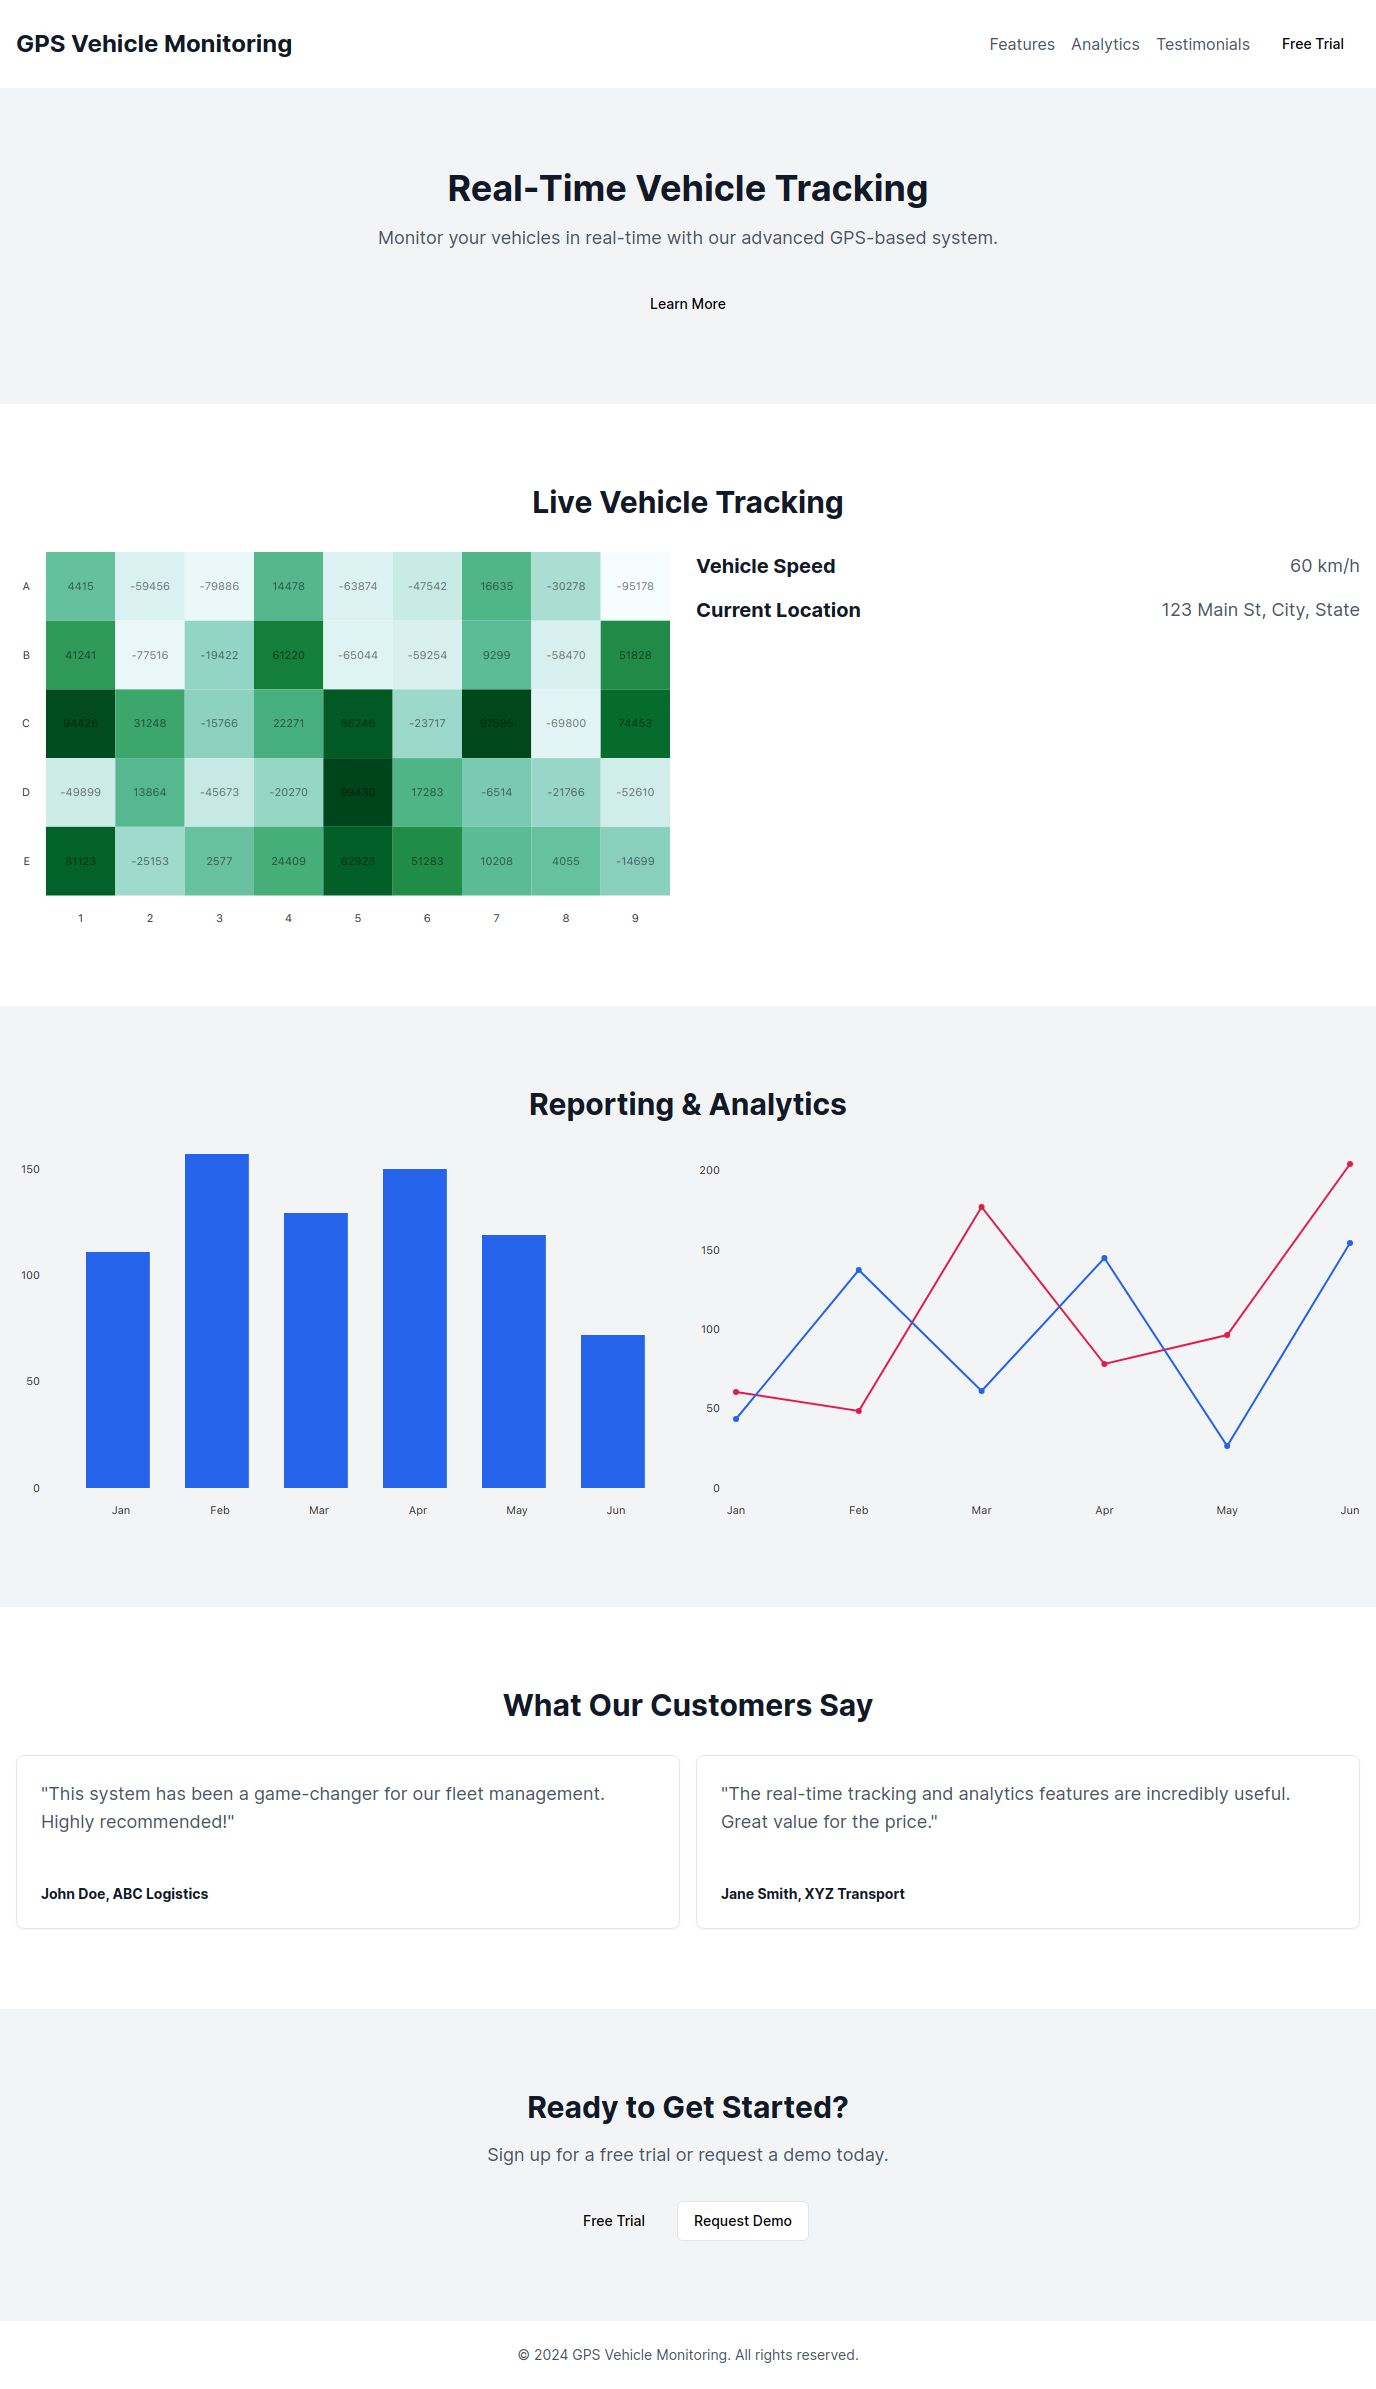 GPS Vehicle Monitoring
Features Analytics Testimonials Free Trial
Real-Time Vehicle Tracking
Monitor your vehicles in real-time with our advanced GPS-based system.
Learn More
Live Vehicle Tracking
A 4415 -59456 -79886 14478 -63874 -47542 16635 -30278 -95178
B 41241 -77516 -19422 61220 -65044 -59254 9299 -58470 51828
C 94426 31248 -15766 22271 86246 -23717 97595 -69800 74453
D -49899 13864 -45673 -20270 99430 17283 -6514 -21766 -52610
E 81123 -25153 2577 24409 82923 51283 10208 4055 -14699
1 2 3 4 5 6 7 8 9
Vehicle Speed 60 km/h
Current Location 123 Main St, City, State
Reporting & Analytics
150
100
50
0
Jan Feb Mar Apr May Jun
200
150
100
50
0
Jan Feb Mar Apr May Jun
What Our Customers Say
"This system has been a game-changer for our fleet management.
Highly recommended!"
John Doe, ABC Logistics
"The real-time tracking and analytics features are incredibly useful.
Great value for the price."
Jane Smith, XYZ Transport
Ready to Get Started?
Sign up for a free trial or request a demo today.
Free Trial Request Demo
© 2024 GPS Vehicle Monitoring. All rights reserved.